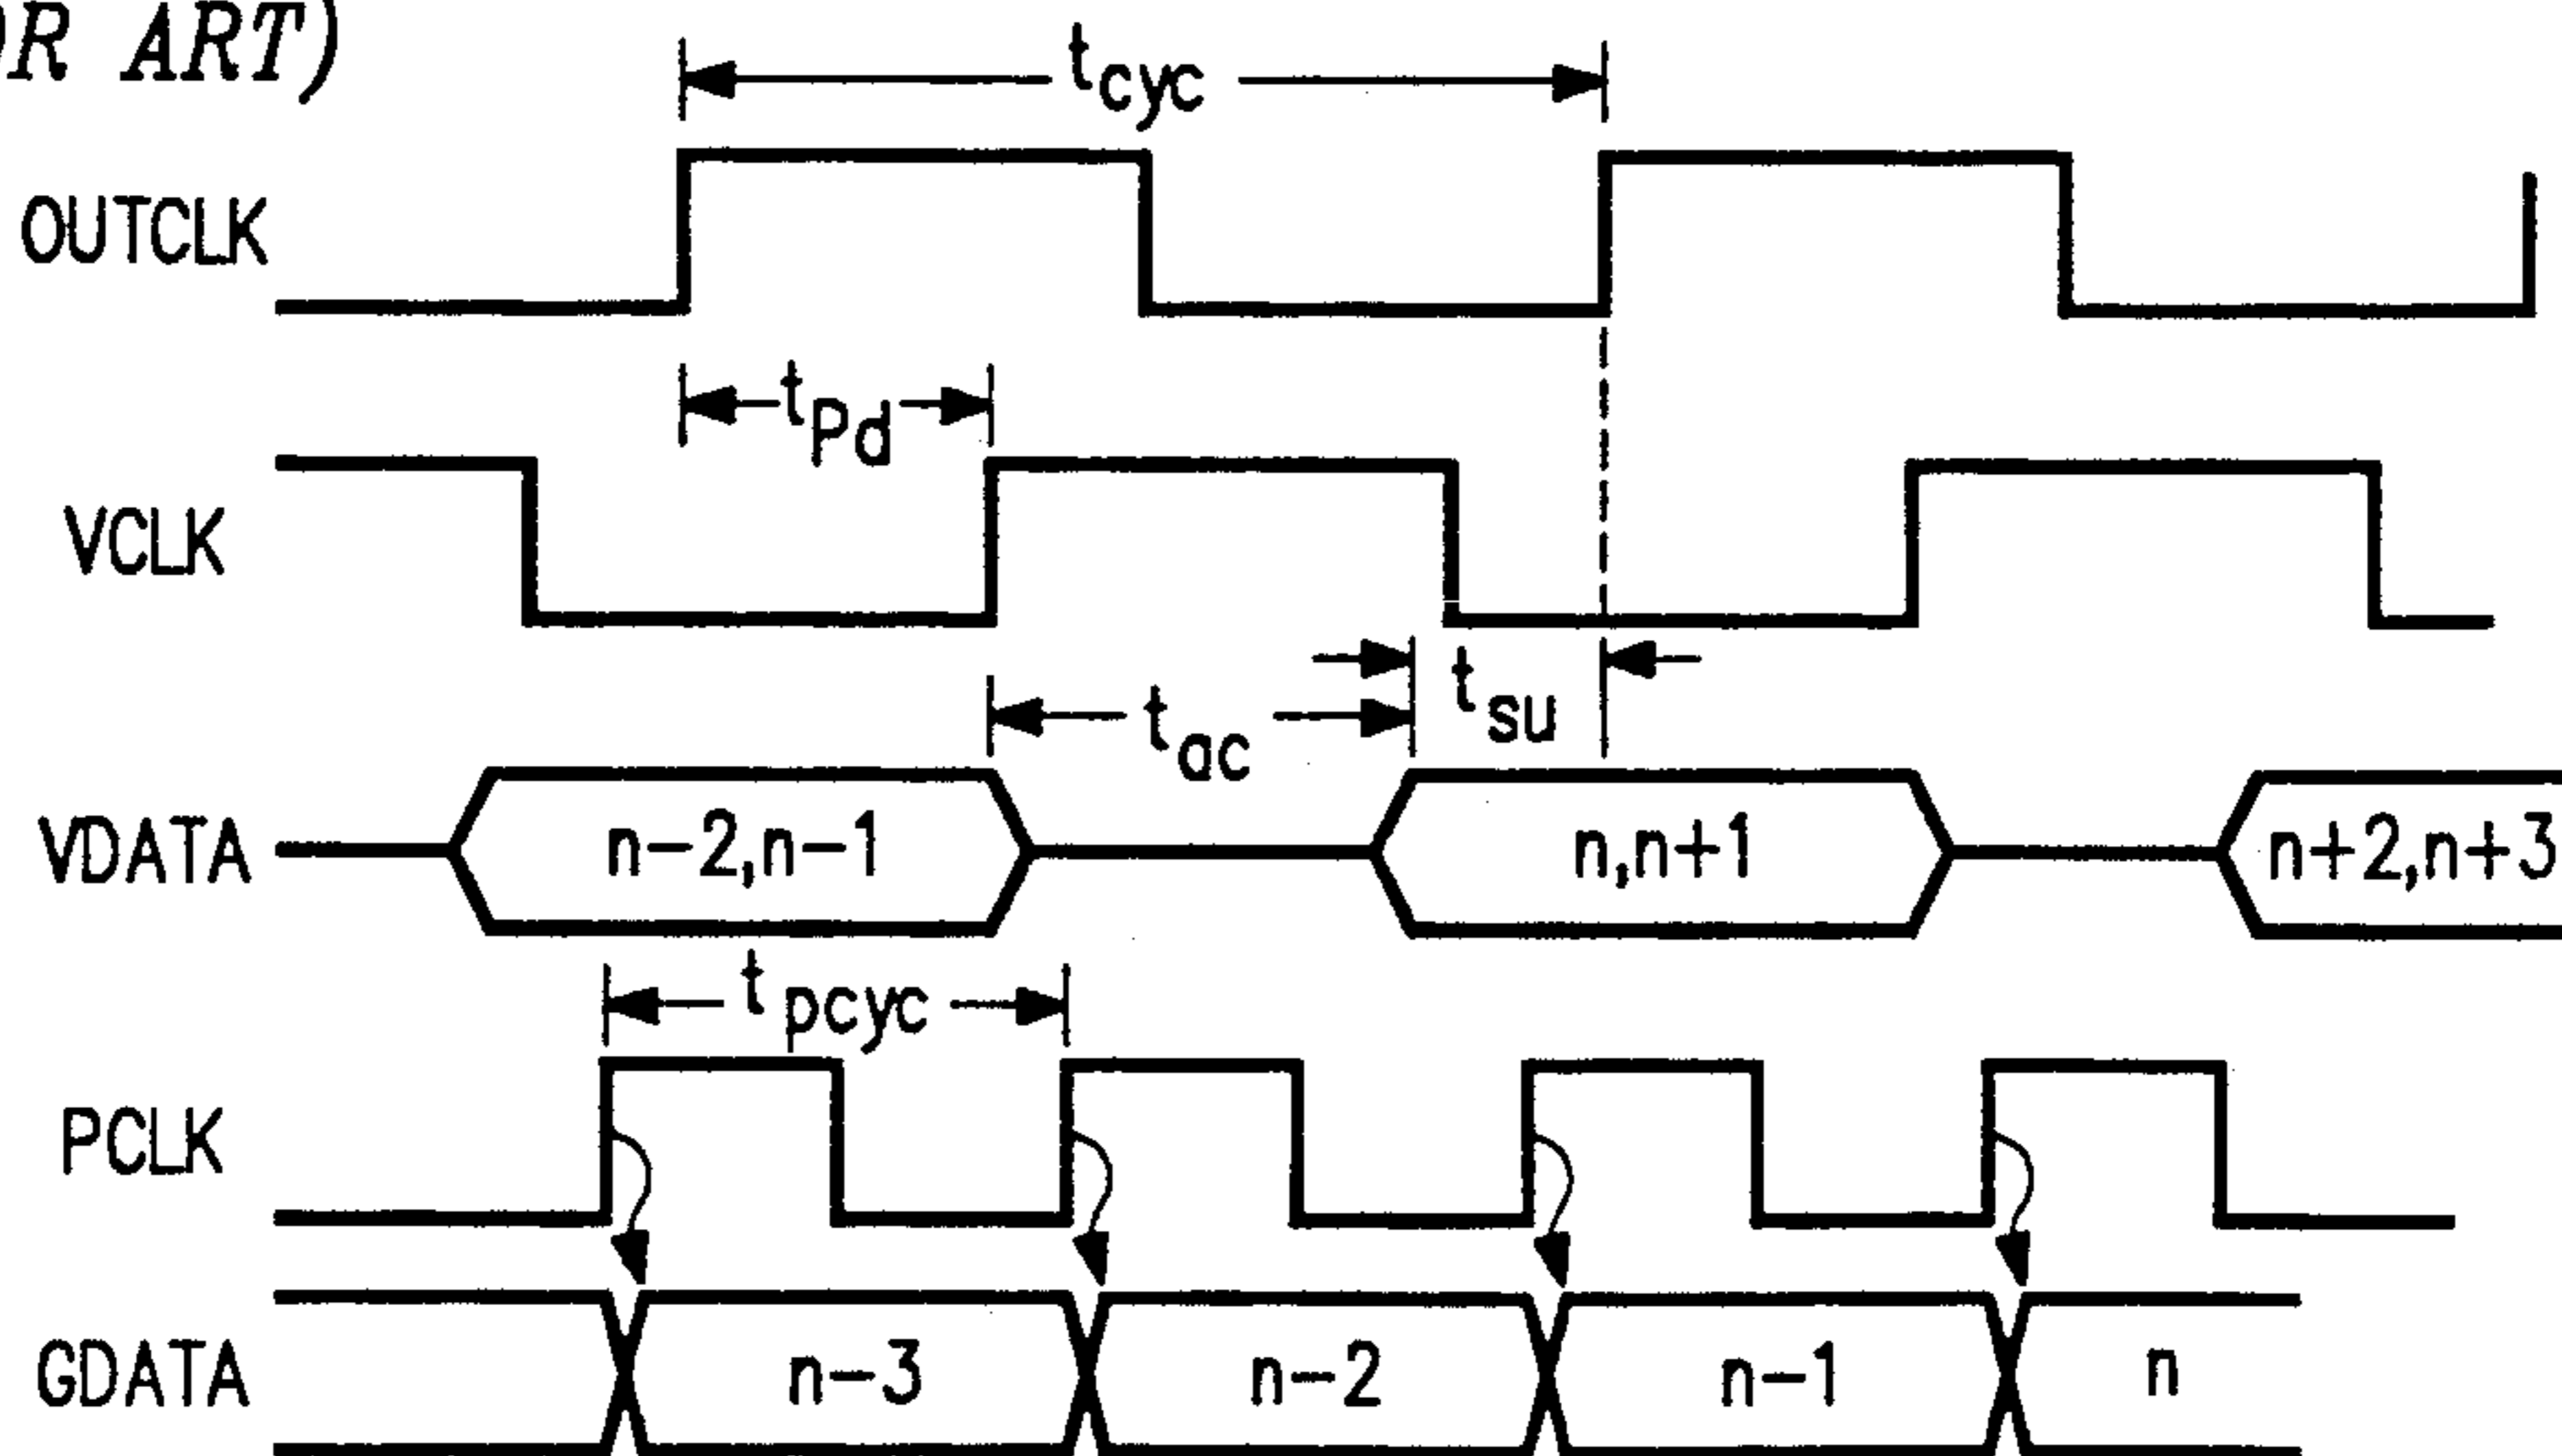 OR ART)
tcyc
OUTCLK
tPd
VCLK
tsu
tac
VDATA n-2,n-1 n,n+1 n+2,n+3
tpcyc
PCLK
GDATA n-3 n-2 n-1 n